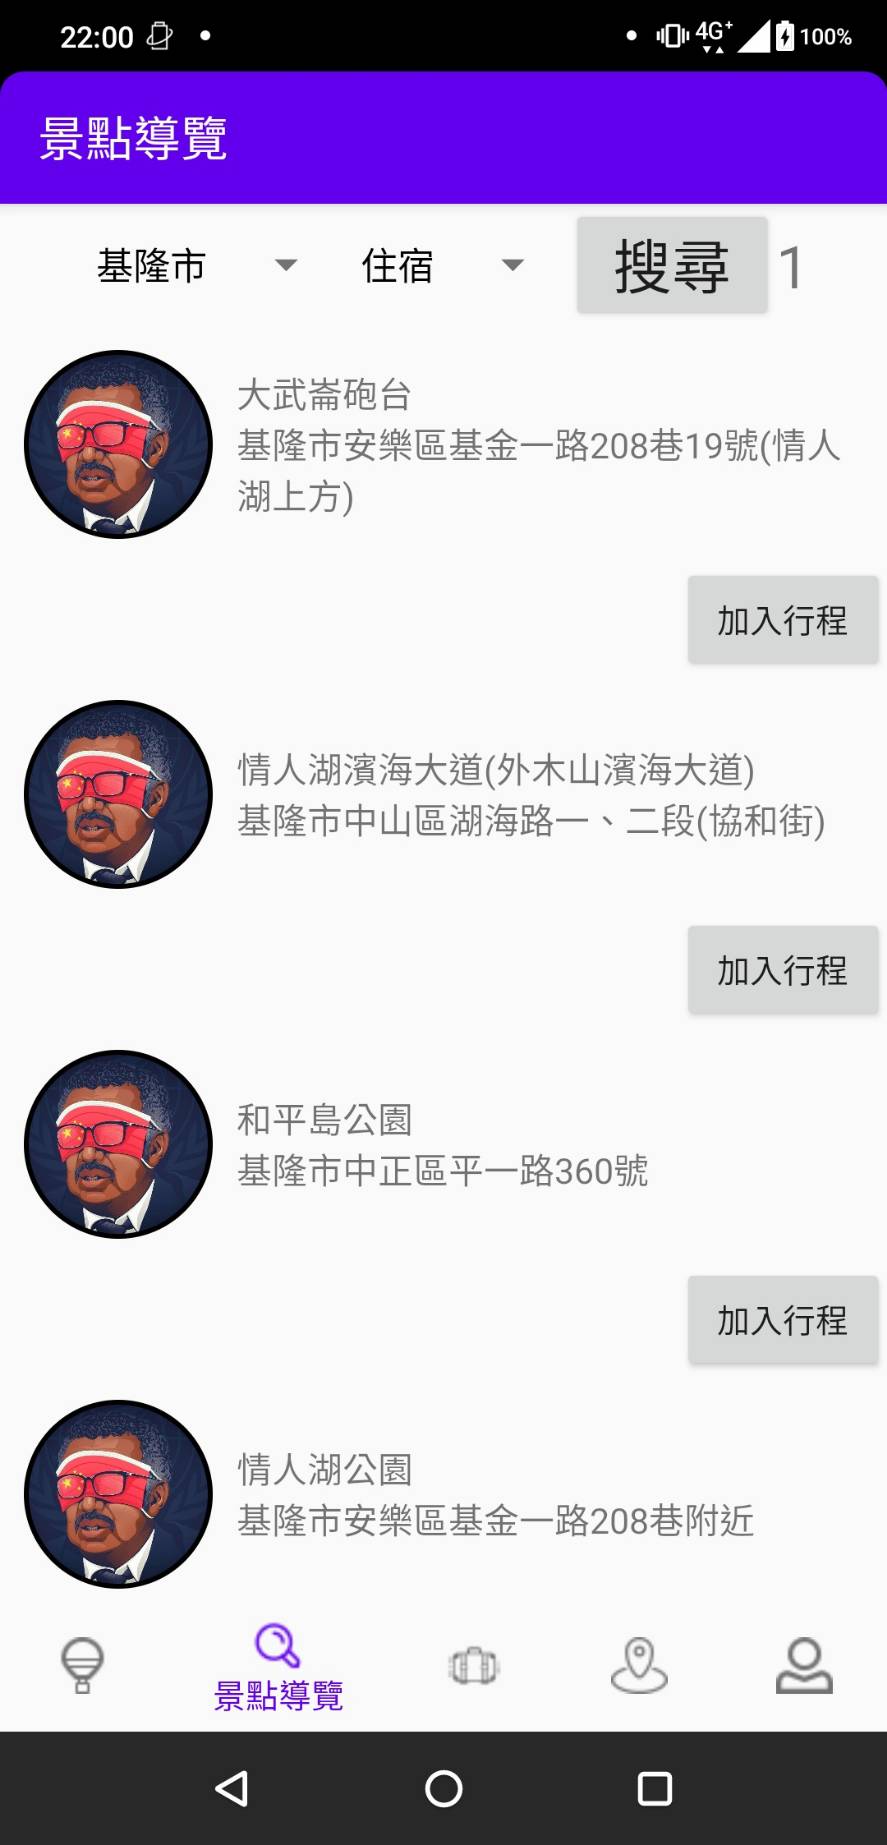 22:00
4G+
100%
景點導覽
基隆市 住宿 搜尋 1
大武崙砲台
基隆市安樂區基金一路208巷19號(情人
湖上方)
加入行程
情人湖濱海大道(外木山濱海大道)
基隆市中山區湖海路一、二段(協和街)
加入行程
和平島公園
基隆市中正區平一路360號
加入行程
情人湖公園
基隆市安樂區基金一路208巷附近
景點導覽